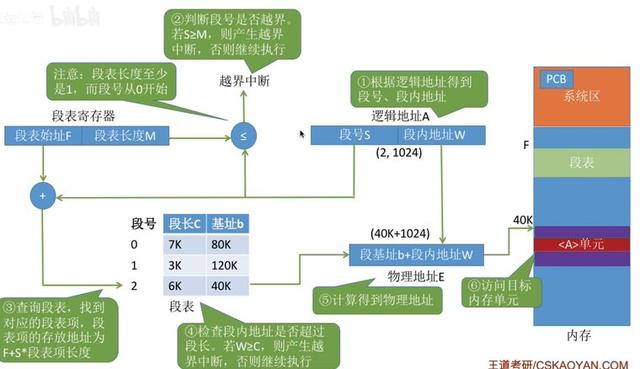 bilibili
②判断段号是否越界。
若S≥M，则产生越界
中断，否则继续执行
注意：段表长度至少
是1，而段号从0开始
越界中断
①根据逻辑地址得到
段号、段内地址
段表寄存器
段表始址F 段表长度M
≤
逻辑地址A
段号S 段内地址W
(2, 1024)
+
段号 段长C 基址b
0 7K 80K
1 3K 120K
2 6K 40K
段表
(40K+1024)
段基址b+段内地址W
物理地址E
③查询段表，找到
对应的段表项，段
表项的存放地址为
F+S*段表项长度
④检查段内地址是否超过
段长。若W≥C，则产生越
界中断，否则继续执行
⑤计算得到物理地址
⑥访问目标
内存单元
PCB
系统区
F
段表
40K
<A>单元
内存
王道考研/CSKAOYAN.COM